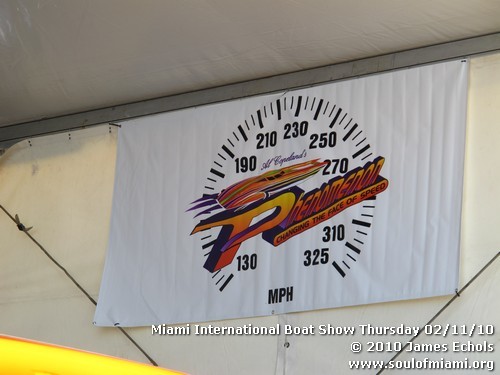 230
210
250
190
270
Al Copeland's
PHENOMENON
CHANGING THE FACE OF SPEED
310
130
325
MPH
Miami International Boat Show Thursday 02/11/10
© 2010 James Echols
www.soulofmiami.org